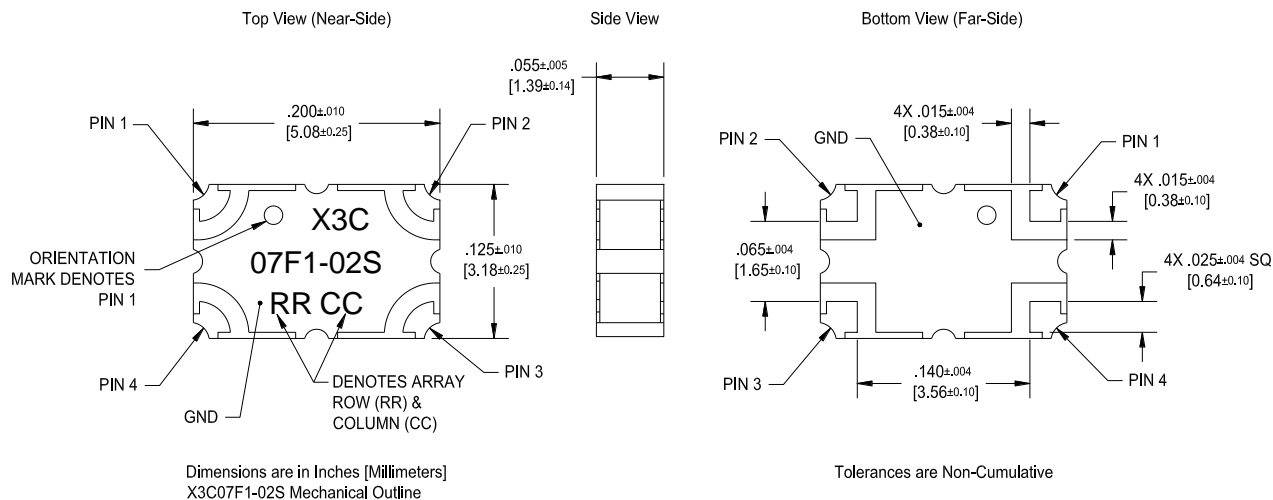 Top View (Near-Side)
Side View
Bottom View (Far-Side)
.055±.005
[1.39±0.14]
.200±.010
[5.08±0.25]
PIN 1
PIN 2
4X .015±.004
[0.38±0.10]
GND
PIN 2
PIN 1
4X .015±.004
[0.38±0.10]
X3C
07F1-02S
RR CC
ORIENTATION
MARK DENOTES
PIN 1
.125±.010
[3.18±0.25]
.065±.004
[1.65±0.10]
4X .025±.004 SQ
[0.64±0.10]
PIN 4
GND
DENOTES ARRAY
ROW (RR) &
COLUMN (CC)
PIN 3
PIN 3
.140±.004
[3.56±0.10]
PIN 4
Dimensions are in Inches [Millimeters]
X3C07F1-02S Mechanical Outline
Tolerances are Non-Cumulative